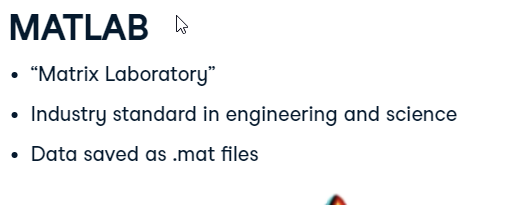 MATLAB
• “Matrix Laboratory”
• Industry standard in engineering and science
• Data saved as .mat files